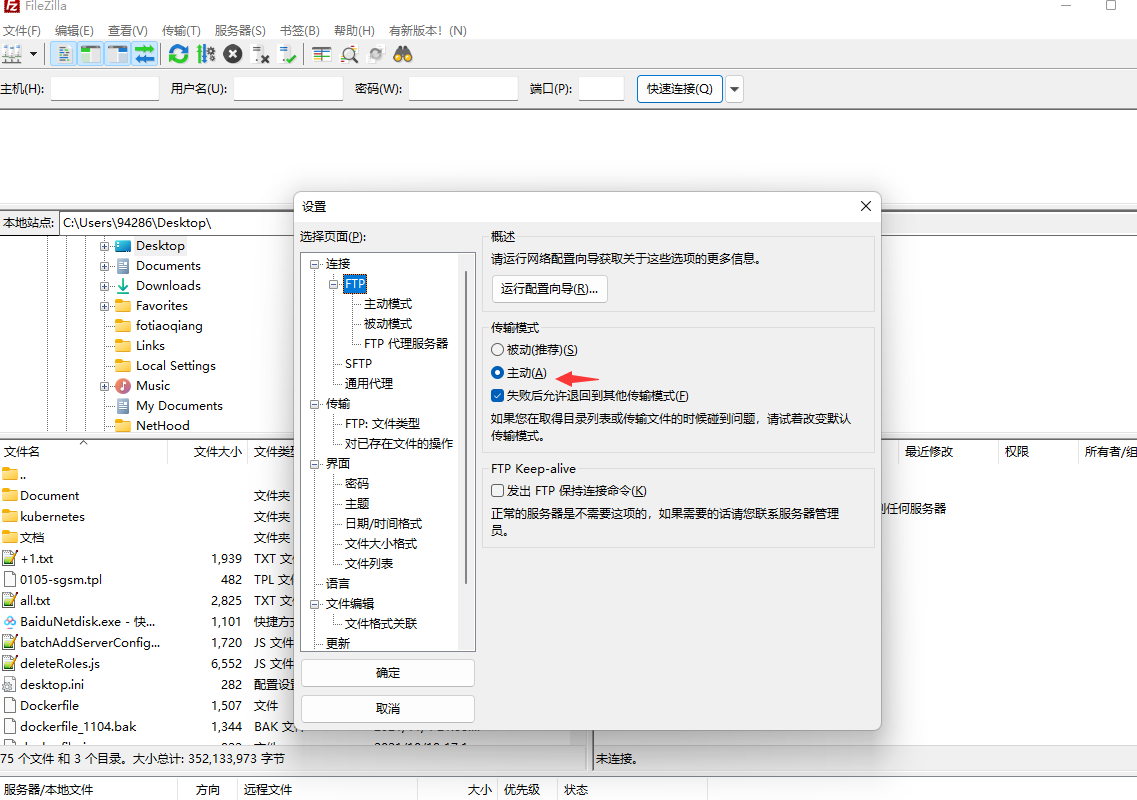 FileZilla
文件(F) 编辑(E) 查看(V) 传输(T) 服务器(S) 书签(B) 帮助(H) 有新版本! (N)
主机(H): 用户名(U): 密码(W): 端口(P): 快速连接(Q)
本地站点: C:\Users\94286\Desktop\
Desktop
Documents
Downloads
Favorites
fotiaoqiang
Links
Local Settings
Music
My Documents
NetHood
文件名 文件大小
Document 文件夹
kubernetes 文件夹
文档 文件夹
+1.txt 1,939 TXT
0105-sgsm.tpl 482 TPL
all.txt 2,825 TXT
BaiduNetdisk.exe - 快... 1,101 快捷方
batchAddServerConfig... 1,720 JS 文件
deleteRoles.js 6,552 JS 文件
desktop.ini 282 配置设
Dockerfile 1,507 文件
dockerfile_1104.bak 1,344 BAK
75 个文件 和 3 个目录。大小总计: 352,133,973 字节
服务器/本地文件 方向 远程文件 大小 优先级 状态
设置
选择页面(P):
连接
FTP
主动模式
被动模式
FTP 代理服务器
SFTP
通用代理
传输
FTP: 文件类型
对已存在文件的操作
界面
密码
主题
日期/时间格式
文件大小格式
文件列表
语言
文件编辑
文件格式关联
更新
确定
取消
概述
请运行网络配置向导获取关于这些选项的更多信息。
运行配置向导(R)...
传输模式
被动(推荐)(S)
主动(A)
失败后允许退回到其他传输模式(F)
如果您在取得目录列表或传输文件的时候碰到问题，请试着改变默认
传输模式。
FTP Keep-alive
发出 FTP 保持连接命令(K)
正常的服务器是不需要这项的，如果需要的话请您联系服务器管理
员。
最近修改 权限 所有者/组
到任何服务器
未连接。